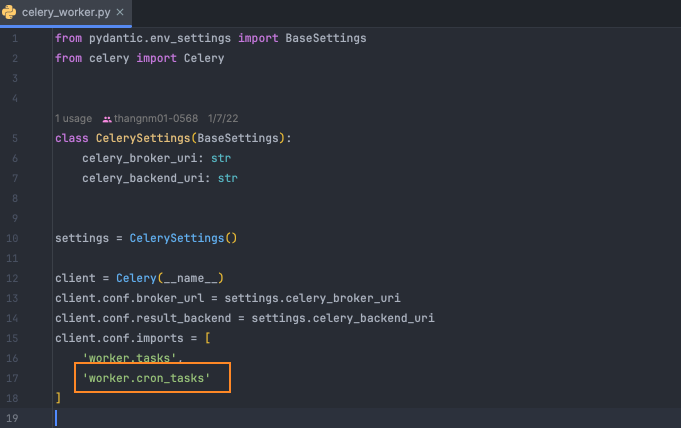 celery_worker.py ×
1 from pydantic.env_settings import BaseSettings
2 from celery import Celery
3
4
1 usage thangnm01-0568 1/7/22
5 class CelerySettings(BaseSettings):
6 celery_broker_uri: str
7 celery_backend_uri: str
8
9
10 settings = CelerySettings()
11
12 client = Celery(__name__)
13 client.conf.broker_url = settings.celery_broker_uri
14 client.conf.result_backend = settings.celery_backend_uri
15 client.conf.imports = [
16 'worker.tasks',
17 'worker.cron_tasks'
18 ]
19